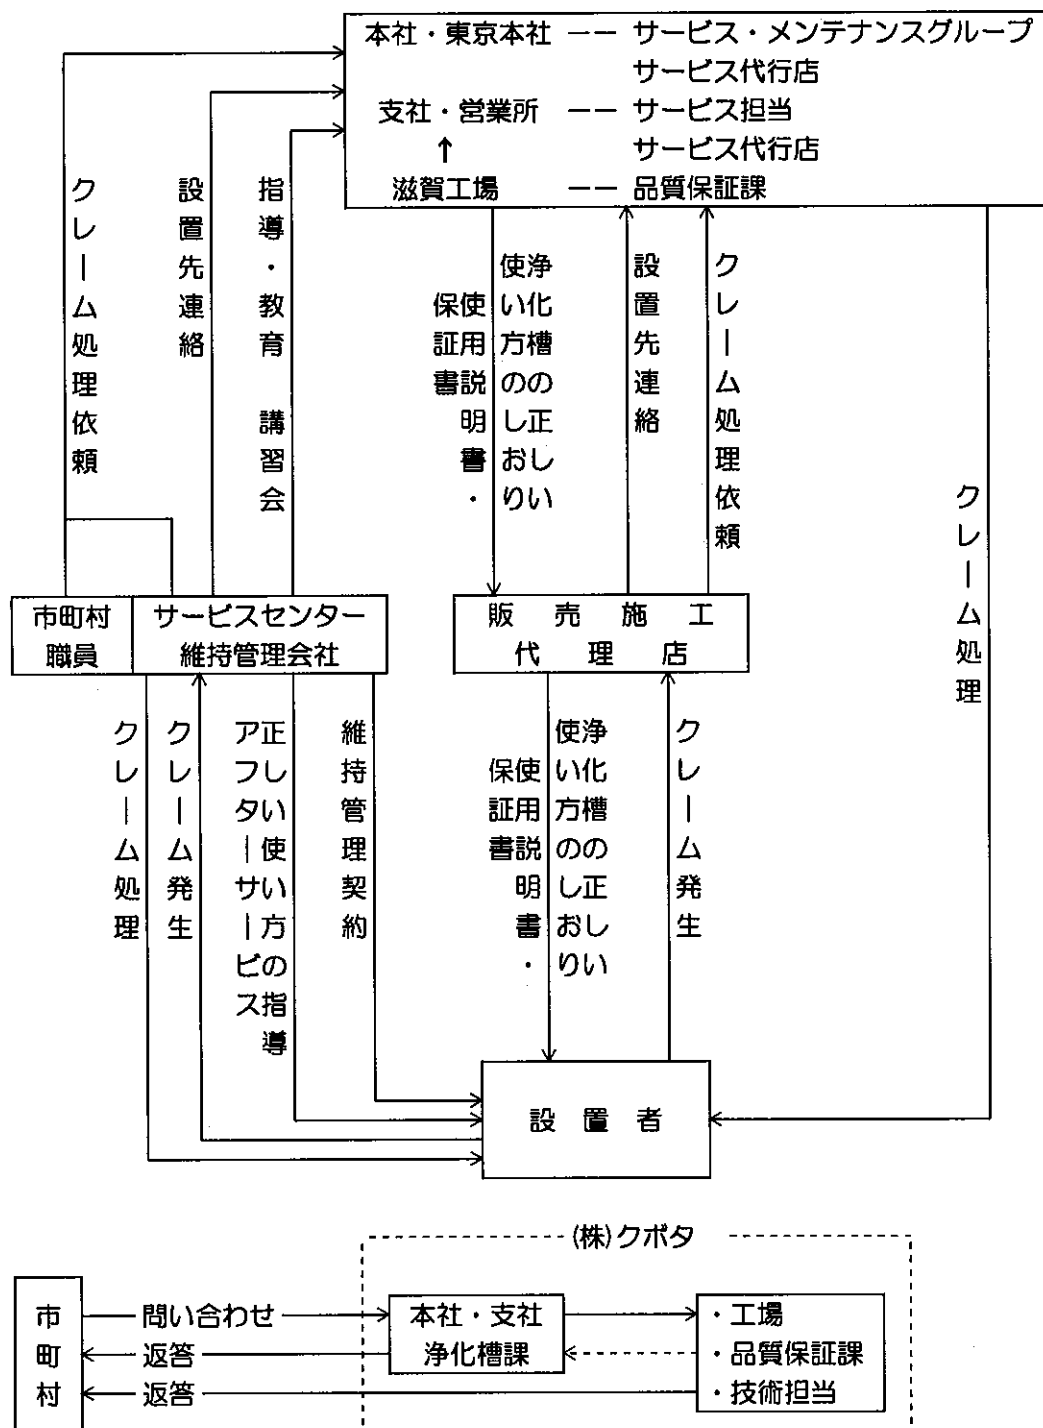 本社・東京本社 ―― サービス・メンテナンスグループ
サービス代行店
支社・営業所 ―― サービス担当
↑ サービス代行店
滋賀工場 ―― 品質保証課
クレーム処理依頼
設置先連絡
指導・教育 講習会
浄化槽の正しい
使い方のしおり
使用説明書・
保証書
設置先連絡
クレーム処理依頼
クレーム処理
市町村
職員
サービスセンター
維持管理会社
販売施工
代理店
クレーム処理
クレーム発生
正しい使い方の指導
アフターサービス
維持管理契約
浄化槽の正しい
使い方のしおり
使用説明書・
保証書
クレーム発生
設置者
(株)クボタ
市町村
問い合わせ
返答
返答
本社・支社
浄化槽課
・工場
・品質保証課
・技術担当